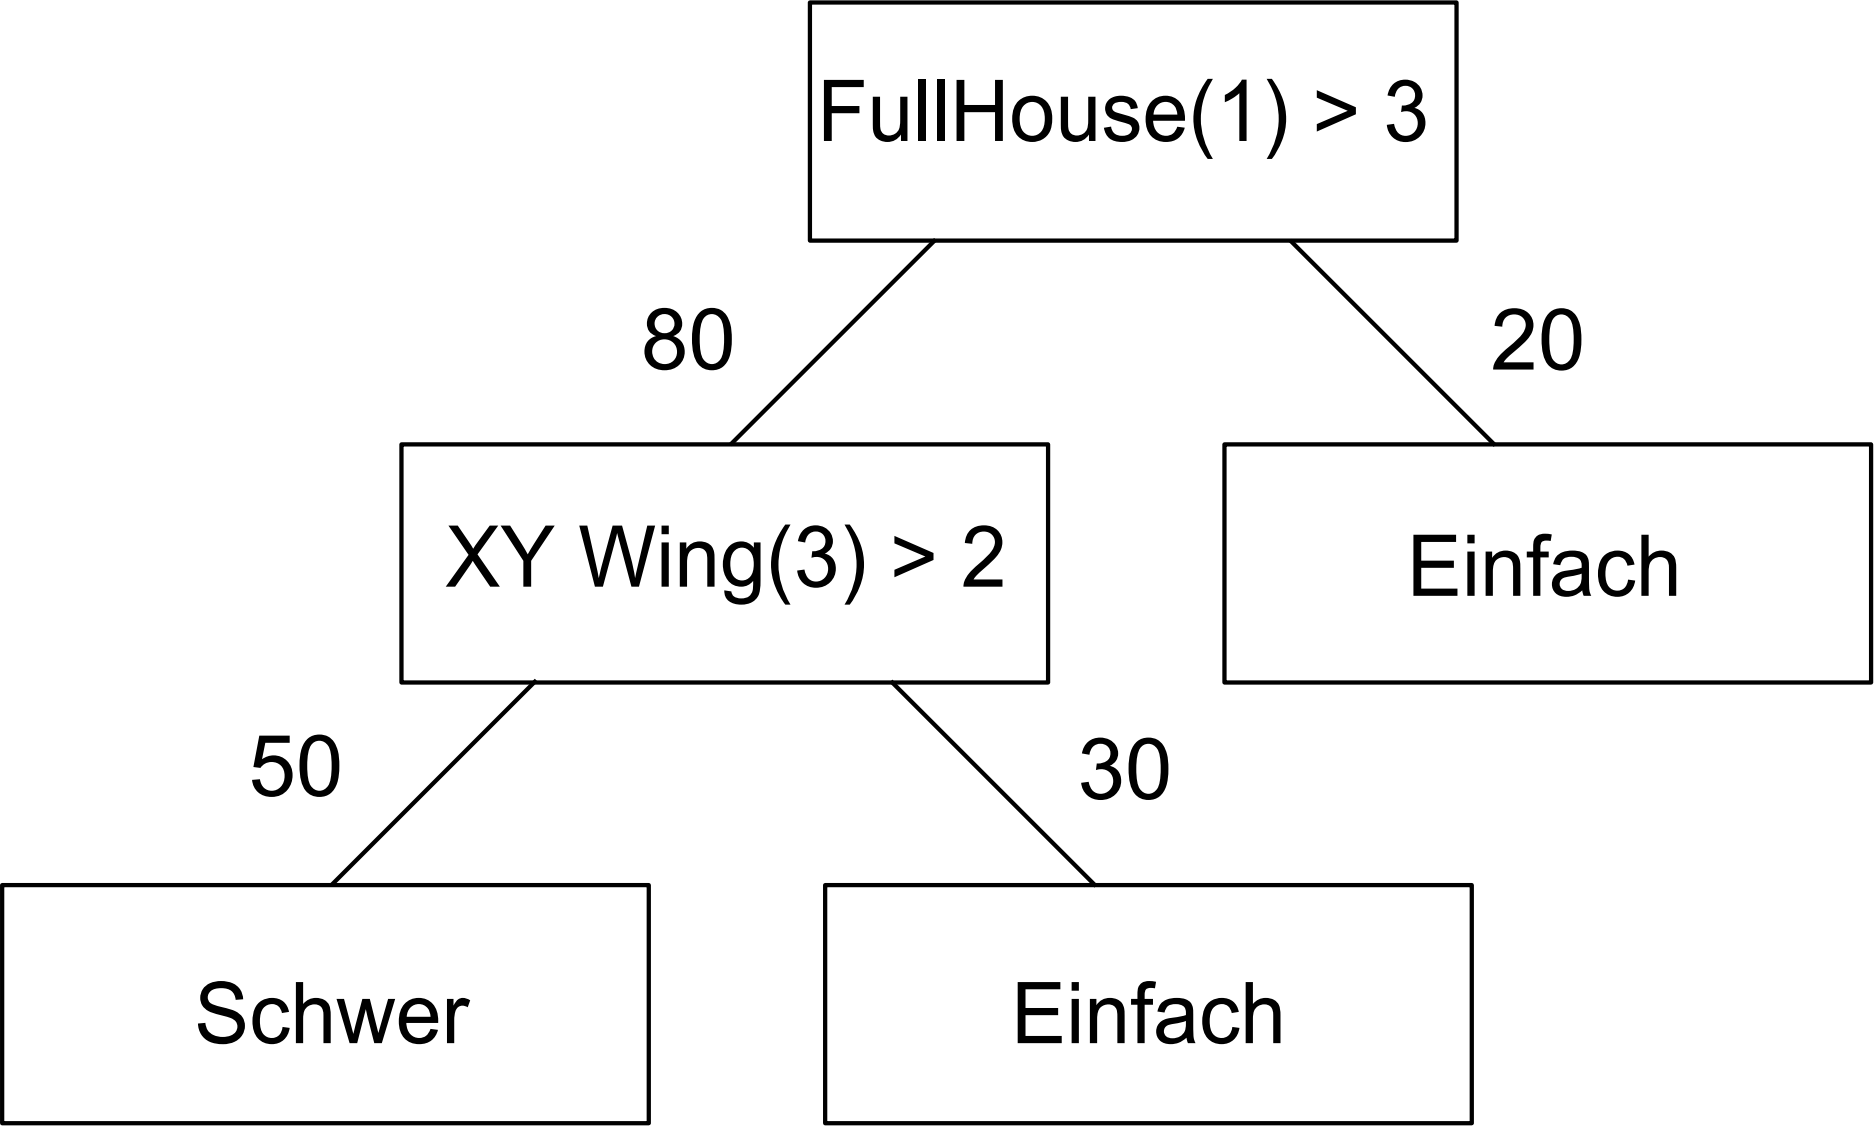 FullHouse(1) > 3
80
20
XY Wing(3) > 2
Einfach
50
30
Schwer
Einfach